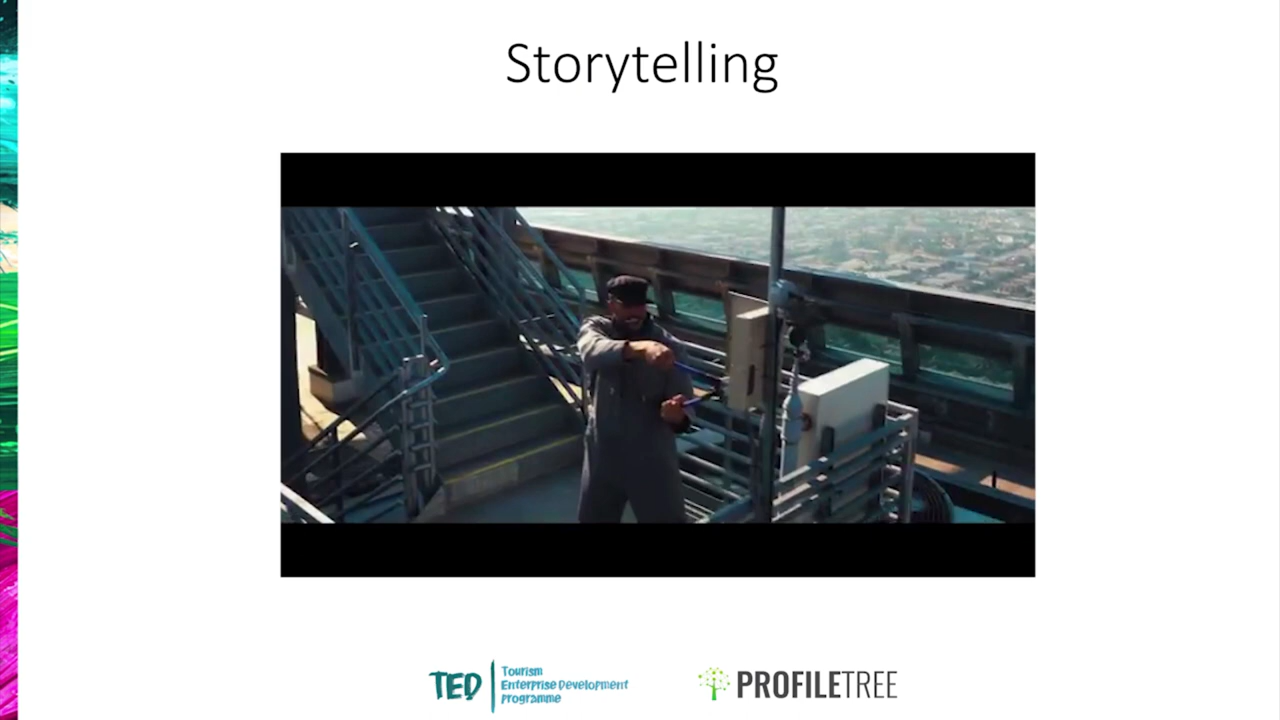 Storytelling
TED
Tourism
Enterprise Development
Programme
PROFILETREE